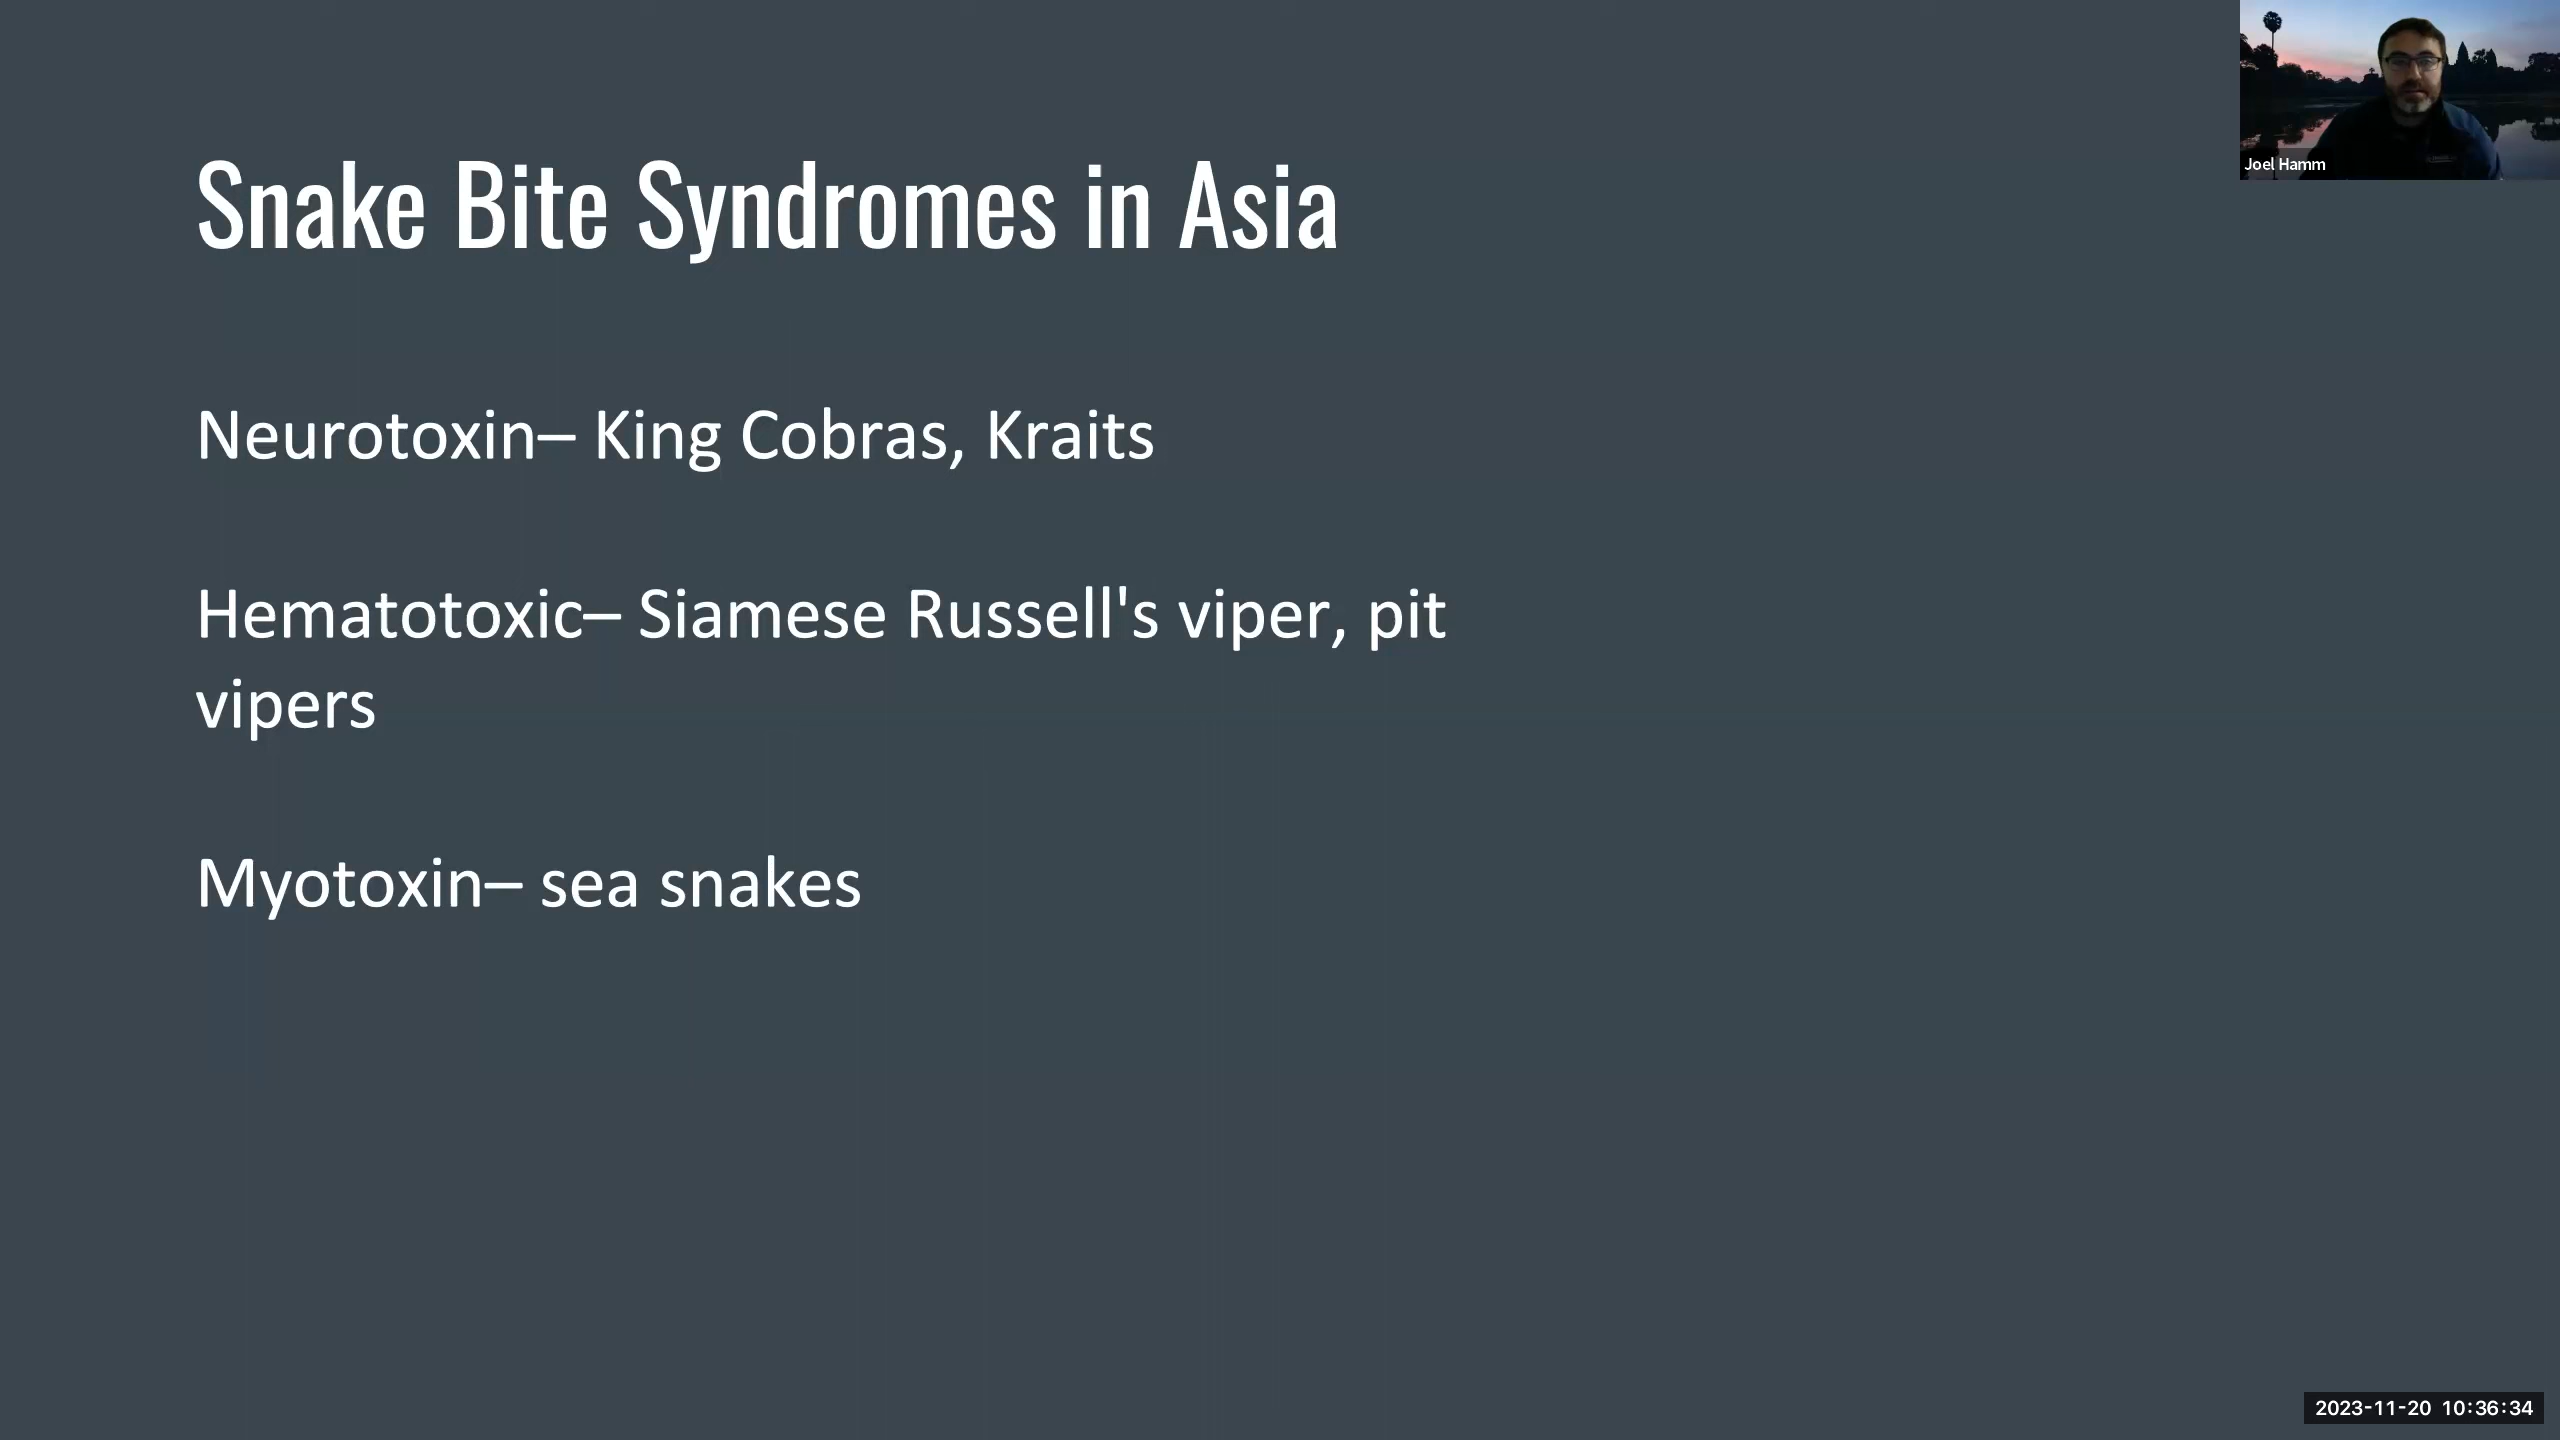 Joel Hamm
Snake Bite Syndromes in Asia
Neurotoxin– King Cobras, Kraits
Hematotoxic– Siamese Russell's viper, pit
vipers
Myotoxin– sea snakes
2023-11-20 10:36:34